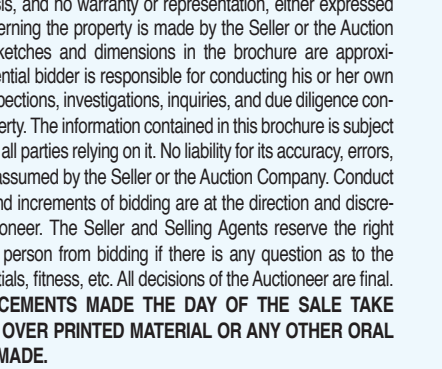 sis, and no warranty or representation, either expressed
erning the property is made by the Seller or the Auction
ketches and dimensions in the brochure are approxi-
ential bidder is responsible for conducting his or her own
pections, investigations, inquiries, and due diligence con-
erty. The information contained in this brochure is subject
all parties relying on it. No liability for its accuracy, errors,
assumed by the Seller or the Auction Company. Conduct
nd increments of bidding are at the direction and discre-
ioneer. The Seller and Selling Agents reserve the right
person from bidding if there is any question as to the
tials, fitness, etc. All decisions of the Auctioneer are final.
CEMENTS MADE THE DAY OF THE SALE TAKE
OVER PRINTED MATERIAL OR ANY OTHER ORAL
MADE.